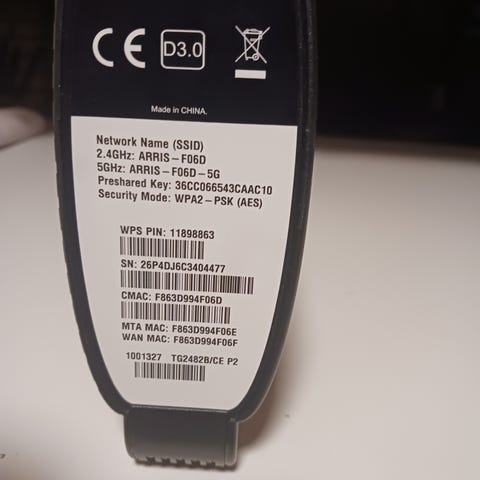 CE D3.0
Made in CHINA.
Network Name (SSID)
2.4GHz: ARRIS-F06D
5GHz: ARRIS-F06D-5G
Preshared Key: 36CC066543CAAC10
Security Mode: WPA2-PSK (AES)
WPS PIN: 11898863
SN: 26P4DJ6C3404477
CMAC: F863D994F06D
MTA MAC: F863D994F06E
WAN MAC: F863D994F06F
1001327 TG2482B/CE P2